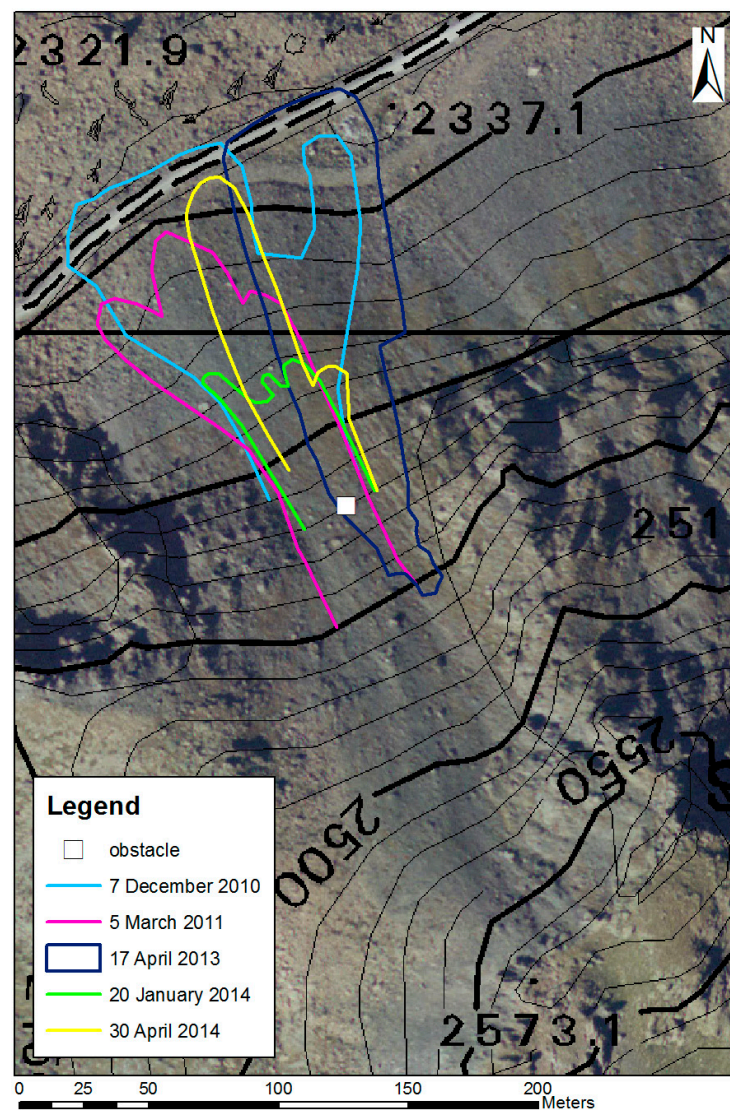 2321.9
N
2337.1
251
2550
2500
Legend
obstacle
7 December 2010
5 March 2011
17 April 2013
20 January 2014
30 April 2014
2573.1
0 25 50 100 150 200
Meters